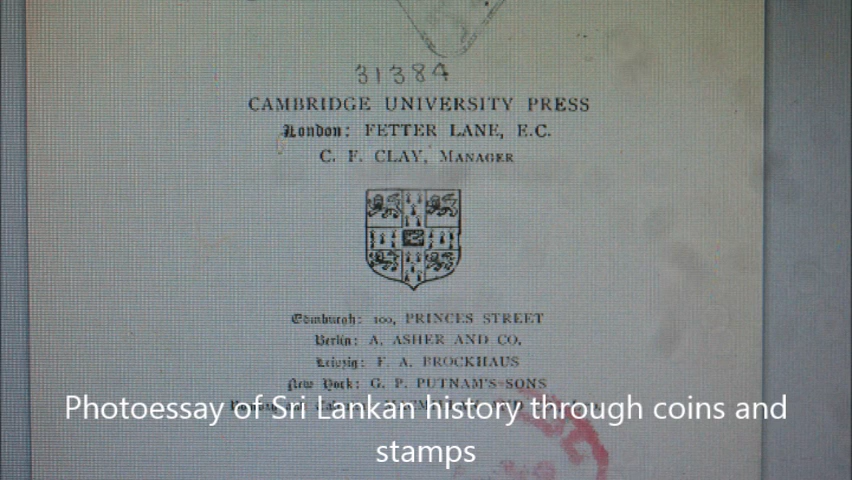 31384
CAMBRIDGE UNIVERSITY PRESS
London: FETTER LANE, E.C.
C. F. CLAY, MANAGER
Edinburgh: 100, PRINCES STREET
Berlin: A. ASHER AND CO.
Leipzig: F. A. BROCKHAUS
New York: G. P. PUTNAM'S SONS
Photoessay of Sri Lankan history through coins and
stamps